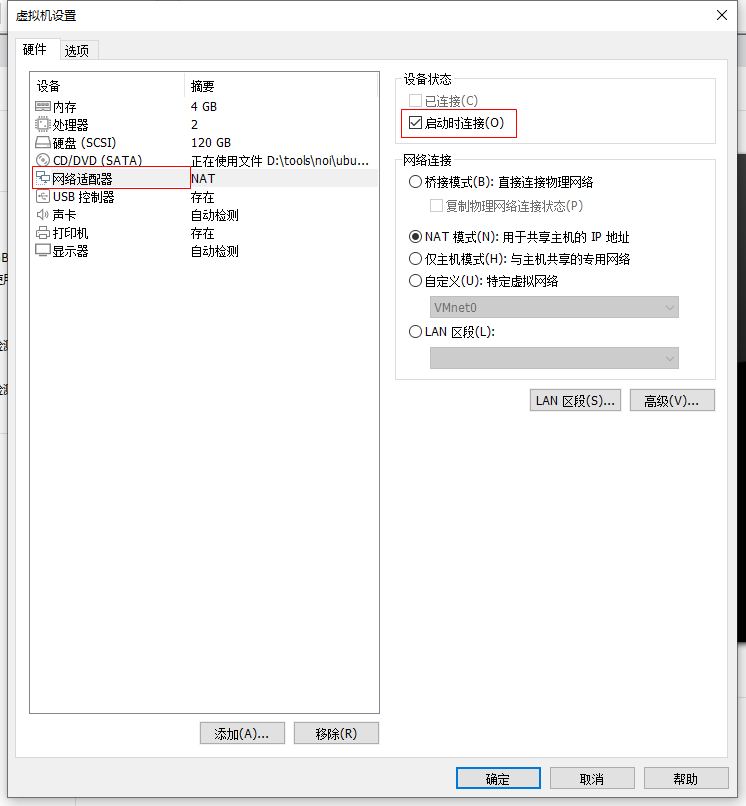 虚拟机设置
硬件 选项
设备 摘要
内存 4 GB
处理器 2
硬盘 (SCSI) 120 GB
CD/DVD (SATA) 正在使用文件 D:\tools\noi\ubu...
网络适配器 NAT
USB 控制器 存在
声卡 自动检测
打印机 存在
显示器 自动检测
添加(A)... 移除(R)
设备状态
已连接(C)
启动时连接(O)
网络连接
桥接模式(B): 直接连接物理网络
复制物理网络连接状态(P)
NAT 模式(N): 用于共享主机的 IP 地址
仅主机模式(H): 与主机共享的专用网络
自定义(U): 特定虚拟网络
VMnet0
LAN 区段(L):
LAN 区段(S)... 高级(V)...
确定 取消 帮助